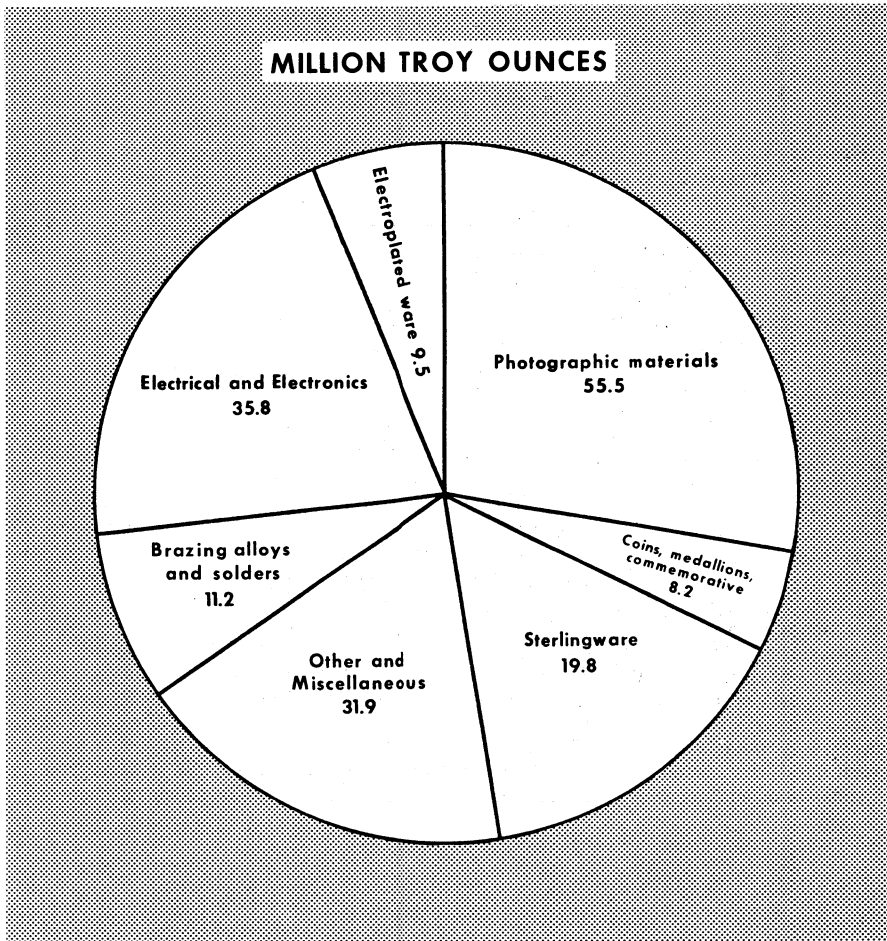 MILLION TROY OUNCES
Electroplated ware 9.5
Photographic materials
55.5
Electrical and Electronics
35.8
Coins, medallions,
commemorative
8.2
Brazing alloys
and solders
11.2
Sterlingware
19.8
Other and
Miscellaneous
31.9